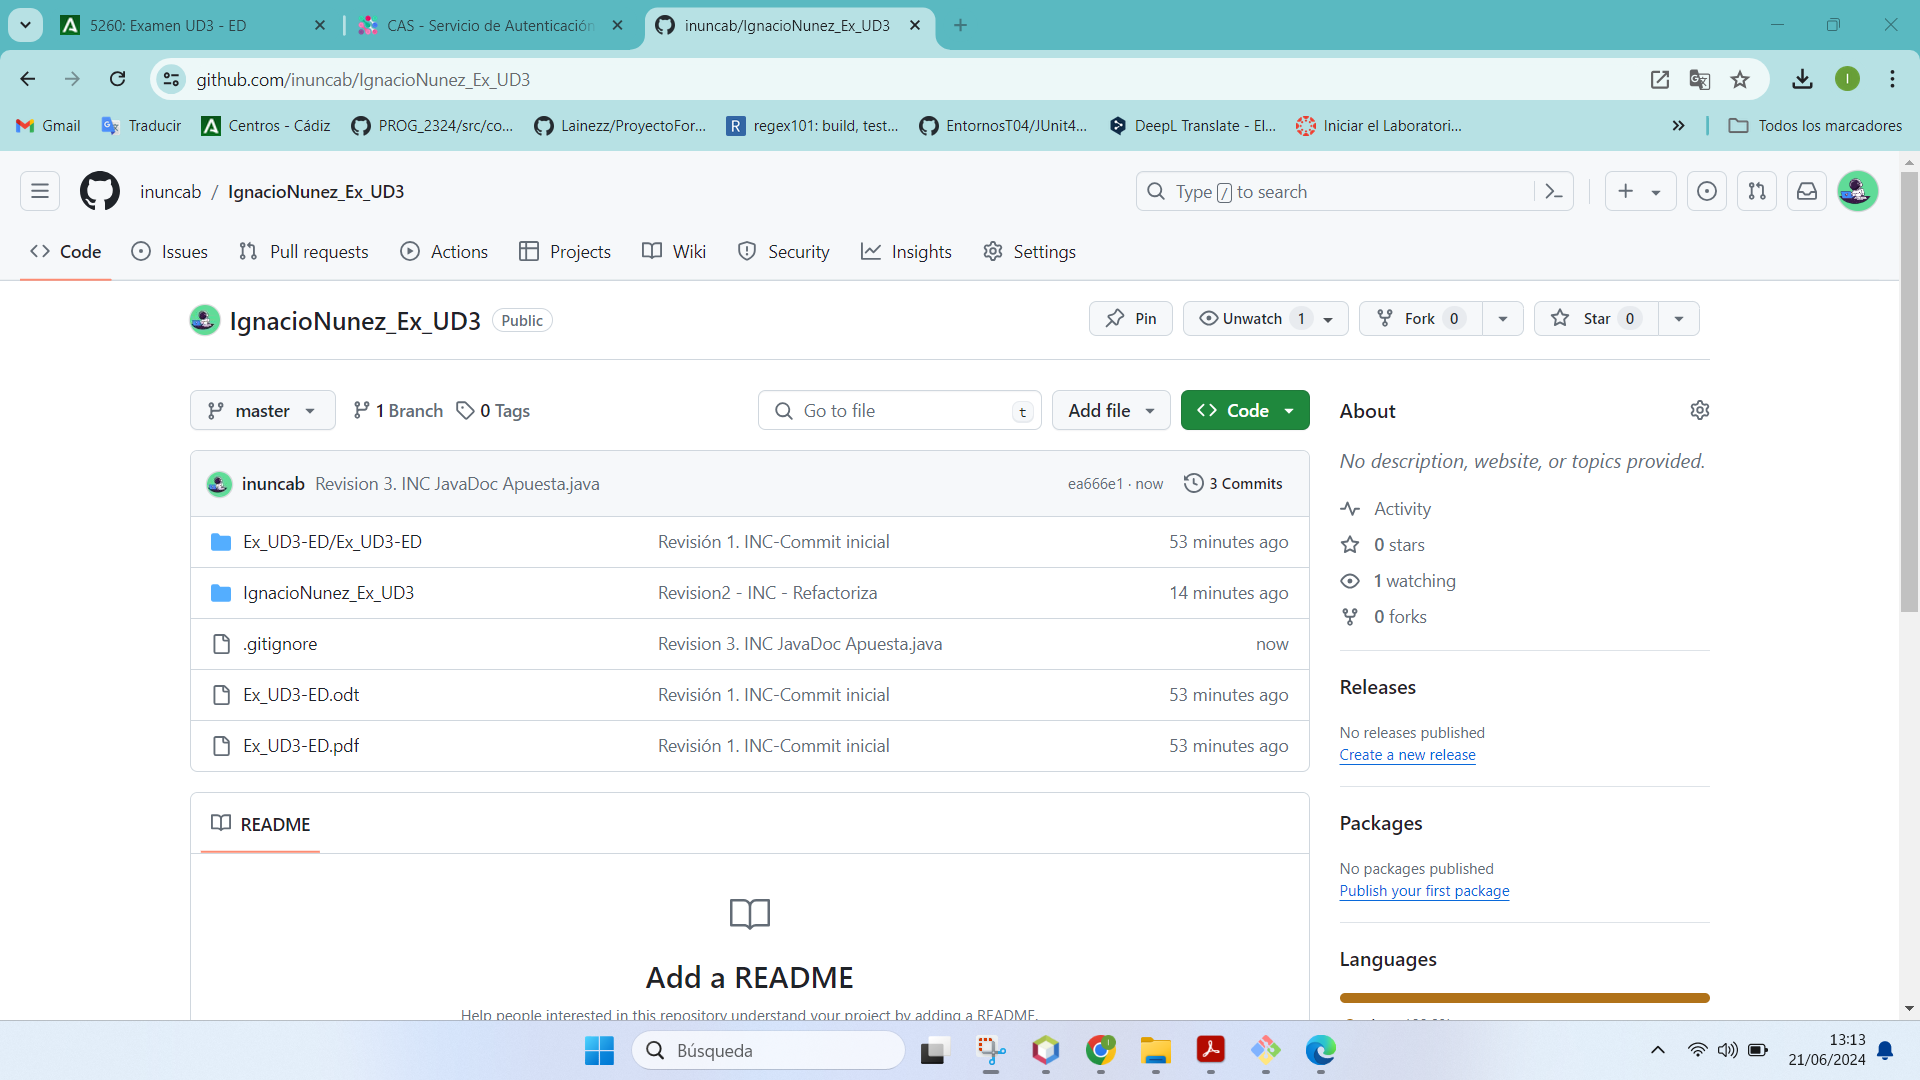 5260: Examen UD3 - ED
CAS - Servicio de Autenticación
inuncab/IgnacioNunez_Ex_UD3
github.com/inuncab/IgnacioNunez_Ex_UD3
I
Gmail
Traducir
Centros - Cádiz
PROG_2324/src/co...
Lainezz/ProyectoFor...
R
regex101: build, test...
EntornosT04/JUnit4...
DeepL Translate - El...
Iniciar el Laboratori...
»
Todos los marcadores
inuncab / IgnacioNunez_Ex_UD3
Type / to search
Code
Issues
Pull requests
Actions
Projects
Wiki
Security
Insights
Settings
IgnacioNunez_Ex_UD3
Public
Pin
Unwatch 1
Fork 0
Star 0
master
1 Branch
0 Tags
Go to file
t
Add file
Code
inuncab Revision 3. INC JavaDoc Apuesta.java ea666e1 · now 3 Commits
Ex_UD3-ED/Ex_UD3-ED Revisión 1. INC-Commit inicial 53 minutes ago
IgnacioNunez_Ex_UD3 Revision2 - INC - Refactoriza 14 minutes ago
.gitignore Revision 3. INC JavaDoc Apuesta.java now
Ex_UD3-ED.odt Revisión 1. INC-Commit inicial 53 minutes ago
Ex_UD3-ED.pdf Revisión 1. INC-Commit inicial 53 minutes ago
README
Add a README
Help people interested in this repository understand your project by adding a README.
About
No description, website, or topics provided.
Activity
0 stars
1 watching
0 forks
Releases
No releases published
Create a new release
Packages
No packages published
Publish your first package
Languages
Búsqueda
13:13
21/06/2024